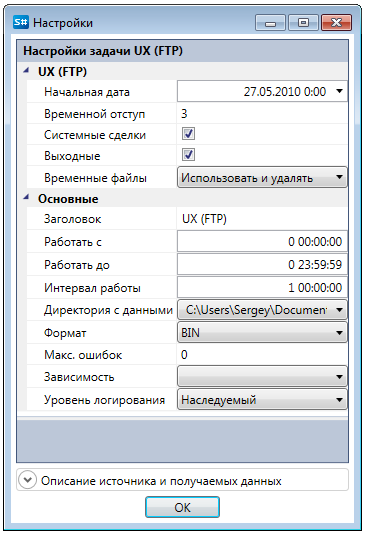 S# Настройки
Настройки задачи UX (FTP)
UX (FTP)
Начальная дата 27.05.2010 0:00
Временной отступ 3
Системные сделки
Выходные
Временные файлы Использовать и удалять
Основные
Заголовок UX (FTP)
Работать с 0 00:00:00
Работать до 0 23:59:59
Интервал работы 1 00:00:00
Директория с данными C:\Users\Sergey\Documen
Формат BIN
Макс. ошибок 0
Зависимость
Уровень логирования Наследуемый
Описание источника и получаемых данных
OK